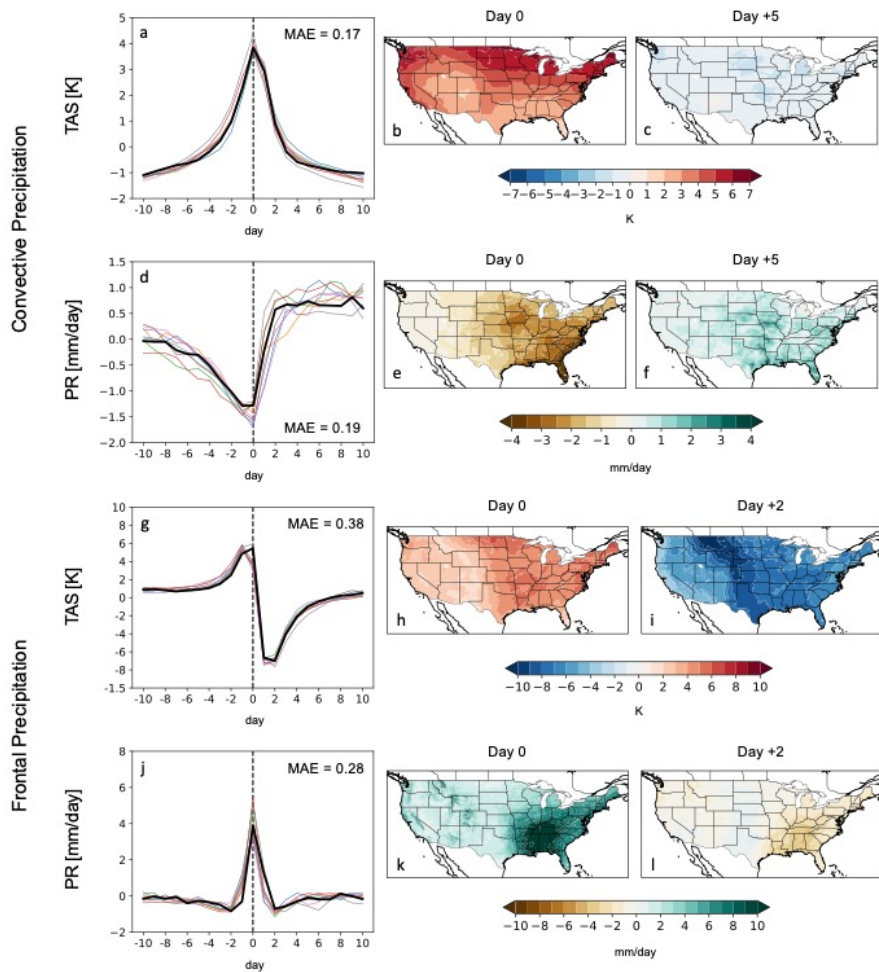 Convective Precipitation
a
MAE = 0.17
TAS [K]
5
4
3
2
1
0
−1
−2
-10 -8 -6 -4 -2 0 2 4 6 8 10
day
Day 0
b
Day +5
c
−7 −6 −5 −4 −3 −2 −1 0 1 2 3 4 5 6 7
K
d
MAE = 0.19
PR [mm/day]
1.5
1.0
0.5
0.0
−0.5
−1.0
−1.5
−2.0
-10 -8 -6 -4 -2 0 2 4 6 8 10
day
Day 0
e
Day +5
f
−4 −3 −2 −1 0 1 2 3 4
mm/day
Frontal Precipitation
g
MAE = 0.38
TAS [K]
10
8
6
4
2
0
-2
-4
-6
-8
-1.5
-10 -8 -6 -4 -2 0 2 4 6 8 10
day
Day 0
h
Day +2
i
−10 −8 −6 −4 −2 0 2 4 6 8 10
K
j
MAE = 0.28
PR [mm/day]
8
6
4
2
0
−2
-10 -8 -6 -4 -2 0 2 4 6 8 10
day
Day 0
k
Day +2
l
−10 −8 −6 −4 −2 0 2 4 6 8 10
mm/day